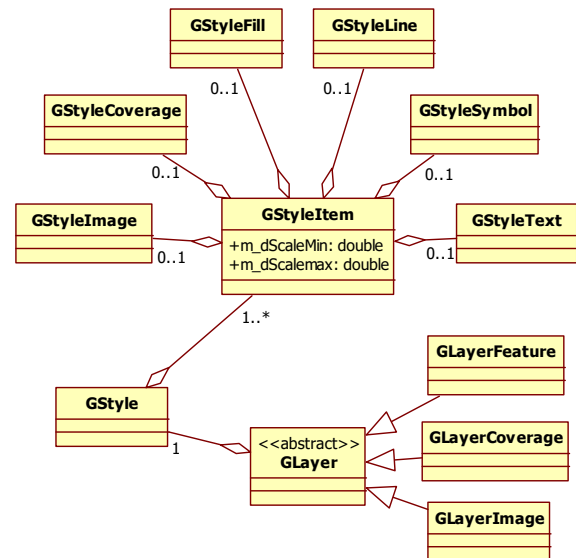 GStyleFill
GStyleLine
0..1
0..1
GStyleCoverage
GStyleSymbol
0..1
0..1
GStyleImage
GStyleItem
GStyleText
+m_dScaleMin: double
+m_dScalemax: double
0..1
0..1
1..*
GLayerFeature
GStyle
1
<<abstract>>
GLayer
GLayerCoverage
GLayerImage